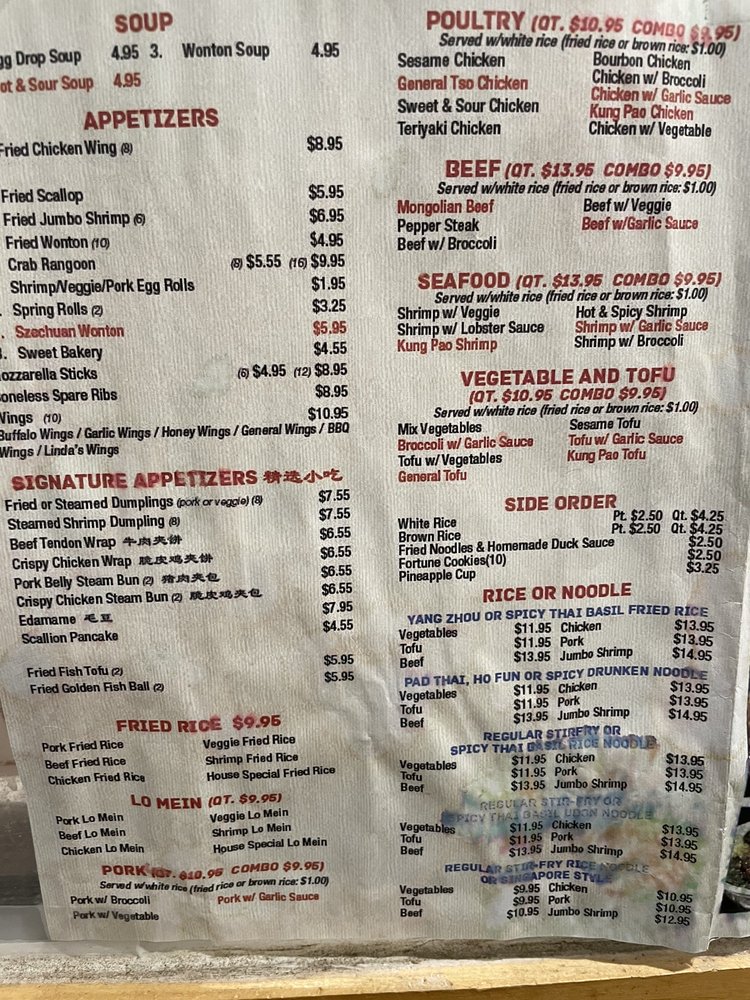 SOUP
Drop Soup 4.95 3. Wonton Soup 4.95
& Sour Soup 4.95
APPETIZERS
Fried Chicken Wing (8) $8.95
Fried Scallop $5.95
Fried Jumbo Shrimp (6) $6.95
Fried Wonton (10) $4.95
Crab Rangoon (8) $5.55 (16) $9.95
Shrimp/Veggie/Pork Egg Rolls $1.95
Spring Rolls (2) $3.25
Szechuan Wonton $5.95
Sweet Bakery $4.55
ozzarella Sticks (6) $4.95 (12) $8.95
oneless Spare Ribs $8.95
Wings (10) $10.95
Buffalo Wings / Garlic Wings / Honey Wings / General Wings / BBQ
Wings / Linda's Wings
SIGNATURE APPETIZERS 精选小吃
Fried or Steamed Dumplings (pork or veggie) (8) $7.55
Steamed Shrimp Dumpling (8) $7.55
Beef Tendon Wrap 牛肉夹饼 $6.55
Crispy Chicken Wrap 脆皮鸡夹饼 $6.55
Pork Belly Steam Bun (2) 猪肉夹包 $6.55
Crispy Chicken Steam Bun (2) 脆皮鸡夹包 $6.55
Edamame 毛豆 $7.95
Scallion Pancake $4.55
Fried Fish Tofu (2) $5.95
Fried Golden Fish Ball (2) $5.95
FRIED RICE $9.95
Pork Fried Rice Veggie Fried Rice
Beef Fried Rice Shrimp Fried Rice
Chicken Fried Rice House Special Fried Rice
LO MEIN (QT. $9.95)
Pork Lo Mein Veggie Lo Mein
Beef Lo Mein Shrimp Lo Mein
Chicken Lo Mein House Special Lo Mein
PORK (QT. $10.95 COMBO $9.95)
Served w/white rice (fried rice or brown rice: $1.00)
Pork w/ Broccoli Pork w/ Garlic Sauce
Pork w/ Vegetable
POULTRY (QT. $10.95 COMBO $9.95)
Served w/white rice (fried rice or brown rice: $1.00)
Sesame Chicken Bourbon Chicken
General Tso Chicken Chicken w/ Broccoli
Chicken w/ Garlic Sauce
Sweet & Sour Chicken Kung Pao Chicken
Teriyaki Chicken Chicken w/ Vegetable
BEEF (QT. $13.95 COMBO $9.95)
Served w/white rice (fried rice or brown rice: $1.00)
Mongolian Beef Beef w/ Veggie
Pepper Steak Beef w/Garlic Sauce
Beef w/ Broccoli
SEAFOOD (QT. $13.95 COMBO $9.95)
Served w/white rice (fried rice or brown rice: $1.00)
Shrimp w/ Veggie Hot & Spicy Shrimp
Shrimp w/ Lobster Sauce Shrimp w/ Garlic Sauce
Kung Pao Shrimp Shrimp w/ Broccoli
VEGETABLE AND TOFU
(QT. $10.95 COMBO $9.95)
Served w/white rice (fried rice or brown rice: $1.00)
Mix Vegetables Sesame Tofu
Broccoli w/ Garlic Sauce Tofu w/ Garlic Sauce
Tofu w/ Vegetables Kung Pao Tofu
General Tofu
SIDE ORDER
White Rice Pt. $2.50 Qt. $4.25
Brown Rice Pt. $2.50 Qt. $4.25
Fried Noodles & Homemade Duck Sauce $2.50
Fortune Cookies(10) $2.50
Pineapple Cup $3.25
RICE OR NOODLE
YANG ZHOU OR SPICY THAI BASIL FRIED RICE
Vegetables $11.95 Chicken $13.95
Tofu $11.95 Pork $13.95
Beef $13.95 Jumbo Shrimp $14.95
PAD THAI, HO FUN OR SPICY DRUNKEN NOODLE
Vegetables $11.95 Chicken $13.95
Tofu $11.95 Pork $13.95
Beef $13.95 Jumbo Shrimp $14.95
REGULAR STIRFRY OR
SPICY THAI BASIL RICE NOODLE
Vegetables $11.95 Chicken $13.95
Tofu $11.95 Pork $13.95
Beef $13.95 Jumbo Shrimp $14.95
REGULAR STIR-FRY OR
SPICY THAI BASIL UDON NOODLE
Vegetables $11.95 Chicken $13.95
Tofu $11.95 Pork $13.95
Beef $13.95 Jumbo Shrimp $14.95
REGULAR STIR-FRY RICE NOODLE
OR SINGAPORE STYLE
Vegetables $9.95 Chicken $10.95
Tofu $9.95 Pork $10.95
Beef $10.95 Jumbo Shrimp $12.95